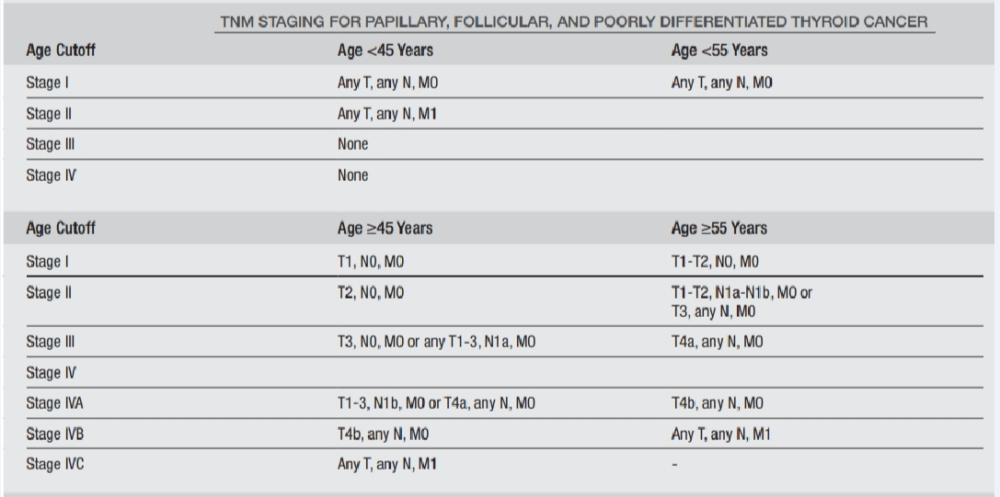 TNM STAGING FOR PAPILLARY, FOLLICULAR, AND POORLY DIFFERENTIATED THYROID CANCER
Age Cutoff Age <45 Years Age <55 Years
Stage I Any T, any N, M0 Any T, any N, M0
Stage II Any T, any N, M1
Stage III None
Stage IV None
Age Cutoff Age ≥45 Years Age ≥55 Years
Stage I T1, N0, M0 T1-T2, N0, M0
Stage II T2, N0, M0 T1-T2, N1a-N1b, M0 or
T3, any N, M0
Stage III T3, N0, M0 or any T1-3, N1a, M0 T4a, any N, M0
Stage IV
Stage IVA T1-3, N1b, M0 or T4a, any N, M0 T4b, any N, M0
Stage IVB T4b, any N, M0 Any T, any N, M1
Stage IVC Any T, any N, M1 -